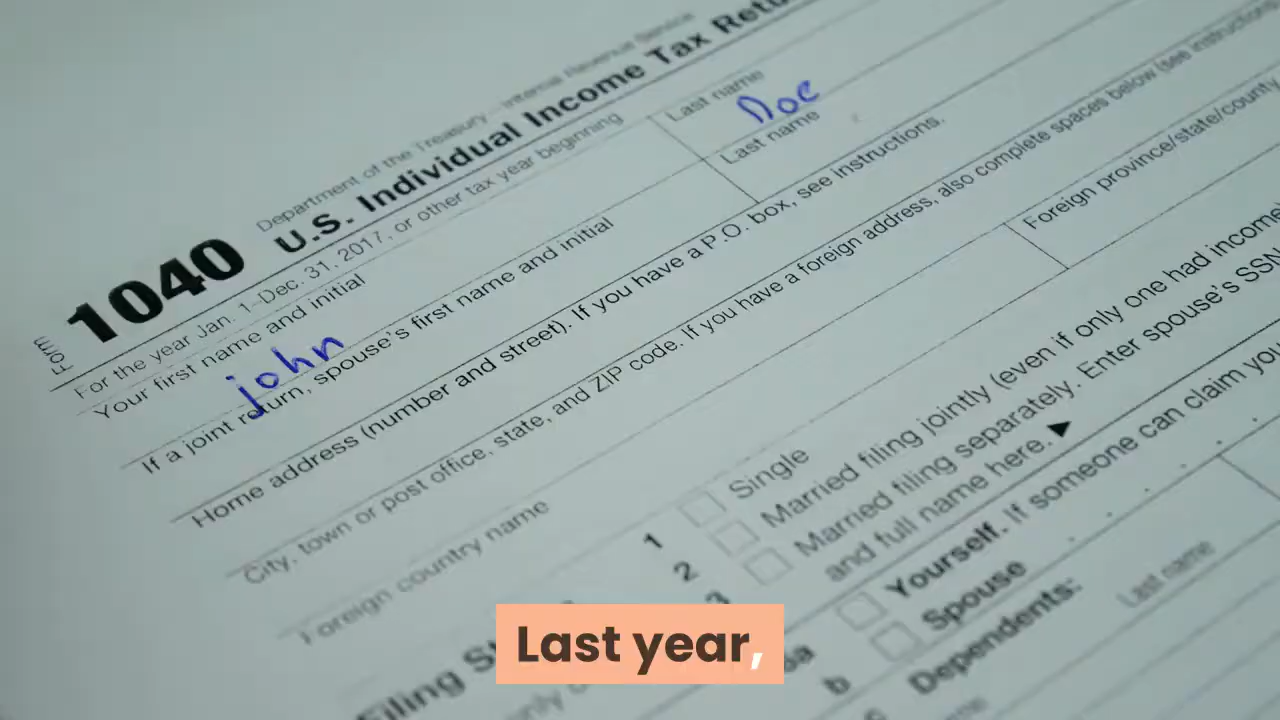 Department of the Treasury - Internal Revenue Service
Form 1040 U.S. Individual Income Tax Retu
For the year Jan. 1-Dec. 31, 2017, or other tax year beginning
Your first name and initial
Last name
john
Doe
If a joint return, spouse's first name and initial
Last name
Home address (number and street). If you have a P.O. box, see instructions.
City, town or post office, state, and ZIP code. If you have a foreign address, also complete spaces below (see instructions
Foreign country name
Foreign province/state/county
Filing S
only
1 Single
2 Married filing jointly (even if only one had income
3 Married filing separately. Enter spouse's SSN
and full name here. ▶
6a Yourself. If someone can claim you
b Spouse
c Dependents:
name
Last name
Last year,